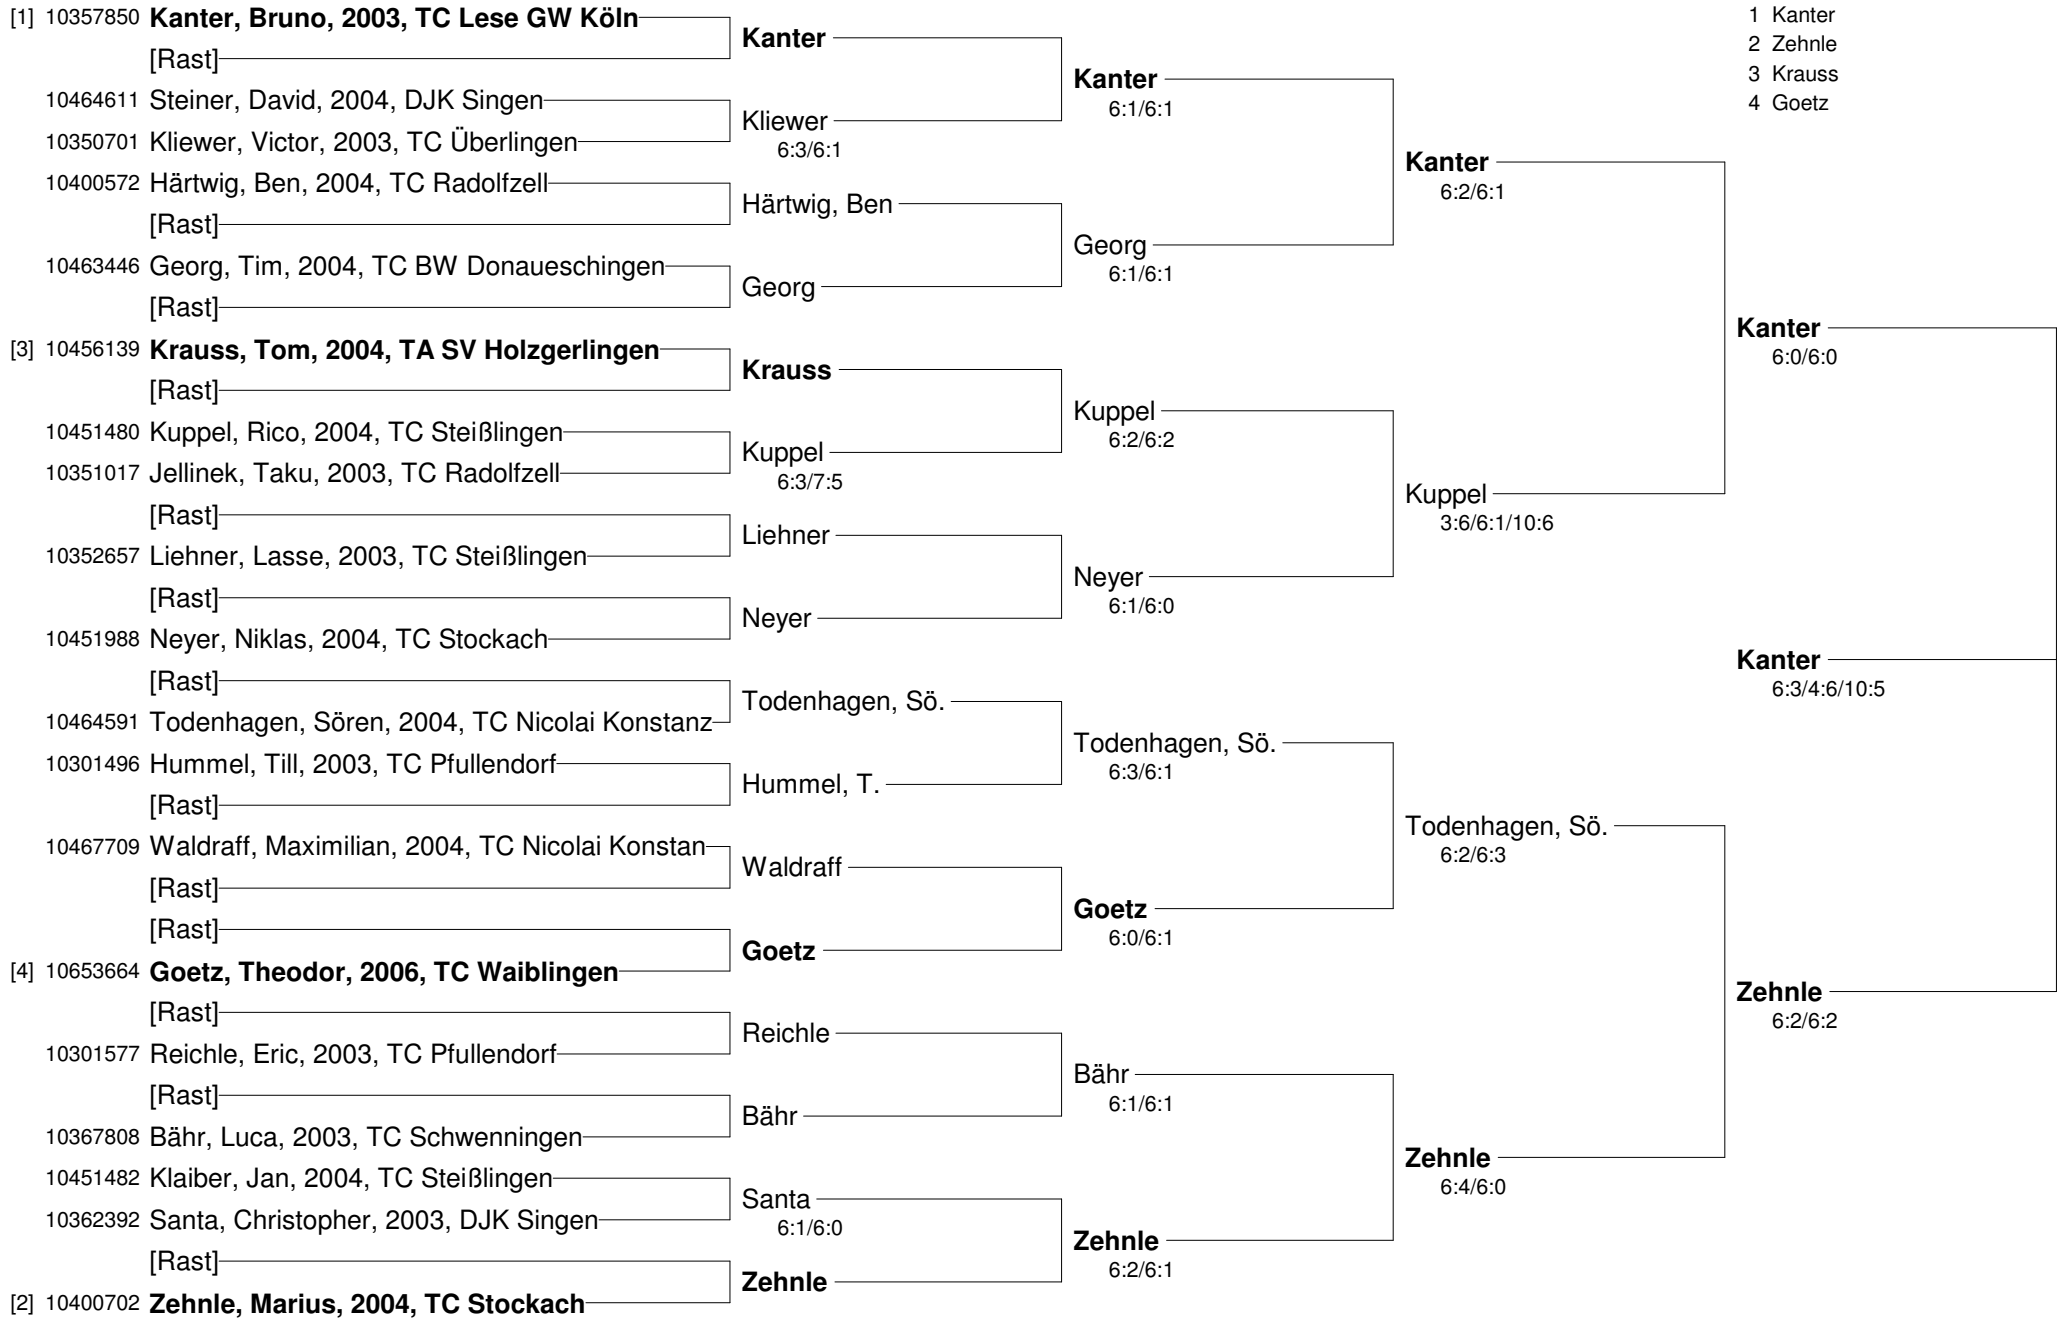 [1] 10357850 Kanter, Bruno, 2003, TC Lese GW Köln
[Rast]
10464611 Steiner, David, 2004, DJK Singen
10350701 Kliewer, Victor, 2003, TC Überlingen
10400572 Härtwig, Ben, 2004, TC Radolfzell
[Rast]
10463446 Georg, Tim, 2004, TC BW Donaueschingen
[Rast]
[3] 10456139 Krauss, Tom, 2004, TA SV Holzgerlingen
[Rast]
10451480 Kuppel, Rico, 2004, TC Steißlingen
10351017 Jellinek, Taku, 2003, TC Radolfzell
[Rast]
10352657 Liehner, Lasse, 2003, TC Steißlingen
[Rast]
10451988 Neyer, Niklas, 2004, TC Stockach
[Rast]
10464591 Todenhagen, Sören, 2004, TC Nicolai Konstanz
10301496 Hummel, Till, 2003, TC Pfullendorf
[Rast]
10467709 Waldraff, Maximilian, 2004, TC Nicolai Konstan
[Rast]
[Rast]
[4] 10653664 Goetz, Theodor, 2006, TC Waiblingen
[Rast]
10301577 Reichle, Eric, 2003, TC Pfullendorf
[Rast]
10367808 Bähr, Luca, 2003, TC Schwenningen
10451482 Klaiber, Jan, 2004, TC Steißlingen
10362392 Santa, Christopher, 2003, DJK Singen
[Rast]
[2] 10400702 Zehnle, Marius, 2004, TC Stockach
Kanter
Kliewer
6:3/6:1
Härtwig, Ben
Georg
Krauss
Kuppel
6:3/7:5
Liehner
Neyer
Todenhagen, Sö.
Hummel, T.
Waldraff
Goetz
Reichle
Bähr
Santa
6:1/6:0
Zehnle
Kanter
6:1/6:1
Georg
6:1/6:1
Kuppel
6:2/6:2
Neyer
6:1/6:0
Todenhagen, Sö.
6:3/6:1
Goetz
6:0/6:1
Bähr
6:1/6:1
Zehnle
6:2/6:1
Kanter
6:2/6:1
Kuppel
3:6/6:1/10:6
Todenhagen, Sö.
6:2/6:3
Zehnle
6:4/6:0
Kanter
6:0/6:0
Zehnle
6:2/6:2
Kanter
6:3/4:6/10:5
1 Kanter
2 Zehnle
3 Krauss
4 Goetz